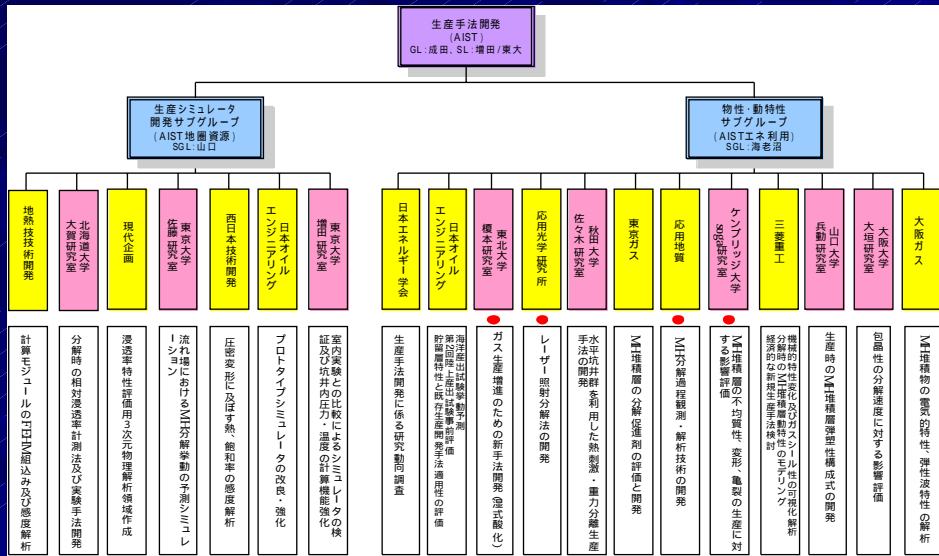 生産手法開発
(AIST)
GL:成田、SL:増田/東大
生産シミュレータ
開発サブグループ
(AIST地圏資源)
SGL:山口
物性・動特性
サブグループ
(AISTエネ利用)
SGL:海老沼
地熱技技術開発
北海道大学
大賀研究室
現代企画
東京大学
佐藤研究室
西日本技術開発
日本オイル
エンジニアリング
東京大学
増田研究室
日本エネルギー学会
日本オイル
エンジニアリング
東北大学
榎本研究室
応用光学研究所
秋田大学
佐々木研究室
東京ガス
応用地質
ケンブリッジ大学
soga研究室
三菱重工
山口大学
兵動研究室
大阪大学
大垣研究室
大阪ガス
計算モジュールのFEHM組込み及び感度解析
分解時の相対浸透率計測法及び実験手法開発
浸透率特性評価用3次元物理解析領域作成
流れ場におけるMH分解挙動の予測シミュレ
ーション
圧密変形に及ぼす熱、飽和率の感度解析
プロトタイプシミュレータの改良・強化
室内実験との比較によるシミュレータの検
証及び坑井内圧力・温度の計算機能強化
生産手法開発に係る研究動向調査
海洋産出試験挙動予測
第2回陸上産出試験事前評価
貯留層特性と既存生産開発手法適用性の評価
ガス生産増進のための新手法開発(湿式酸化)
レーザー照射分解法の開発
水平坑井群を利用した熱刺激・重力分離生産
手法の開発
MH堆積層の分解促進剤の評価と開発
MH分解過程観測・解析技術の開発
MH堆積層の不均質性、変形、亀裂の生産に対
する影響評価
機械的特性変化及びガスシール性の可視化解析
分解時のMH堆積層動特性のモデリング
経済的な新規生産手法検討
生産時のMH堆積層弾塑性構成式の開発
包晶性の分解速度に対する影響評価
MH堆積物の電気的特性、弾性波特性の解析